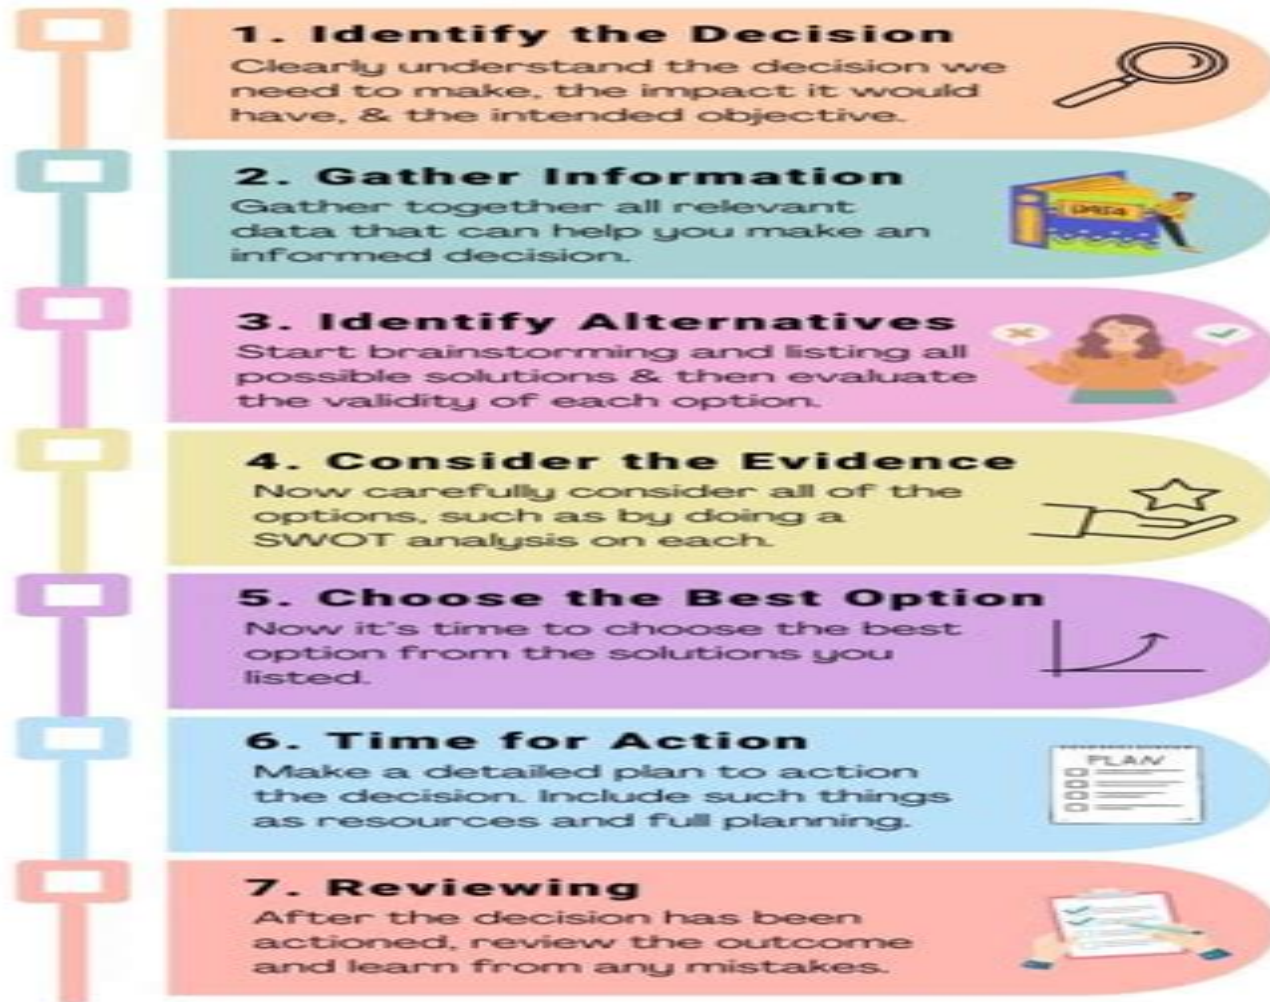 1. Identify the Decision
Clearly understand the decision we
need to make, the impact it would
have, & the intended objective.
2. Gather Information
Gather together all relevant
data that can help you make an
informed decision.
DATA
3. Identify Alternatives
Start brainstorming and listing all
possible solutions & then evaluate
the validity of each option.
4. Consider the Evidence
Now carefully consider all of the
options, such as by doing a
SWOT analysis on each.
5. Choose the Best Option
Now it's time to choose the best
option from the solutions you
listed.
6. Time for Action
Make a detailed plan to action
the decision. Include such things
as resources and full planning.
PLAN
7. Reviewing
After the decision has been
actioned, review the outcome
and learn from any mistakes.